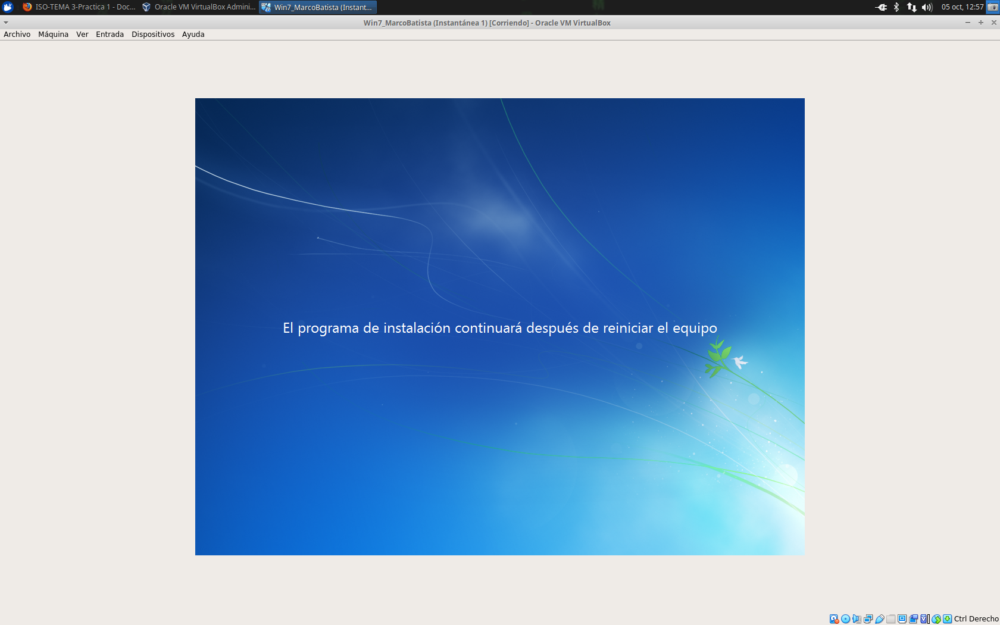 ISO-TEMA 3-Practica 1 - Doc...
Oracle VM VirtualBox Admini...
Win7_MarcoBatista (Instant...
05 oct, 12:57
Win7_MarcoBatista (Instantánea 1) [Corriendo] - Oracle VM VirtualBox
Archivo Máquina Ver Entrada Dispositivos Ayuda
El programa de instalación continuará después de reiniciar el equipo
Ctrl Derecho